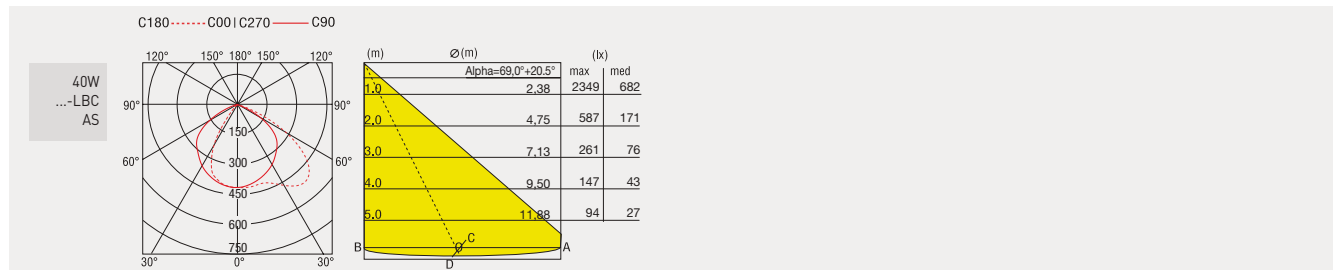 C180 ------ C00 | C270 —— C90
40W
...-LBC
AS
120° 150° 180° 150° 120°
90° 90°
150
60° 300 60°
450
600
750
30° 0° 30°
(m) Ø(m) (lx)
Alpha=69,0°+20.5° max med
1.0 2,38 2349 682
2.0 4,75 587 171
3.0 7,13 261 76
4.0 9,50 147 43
5.0 11,88 94 27
B C A
D